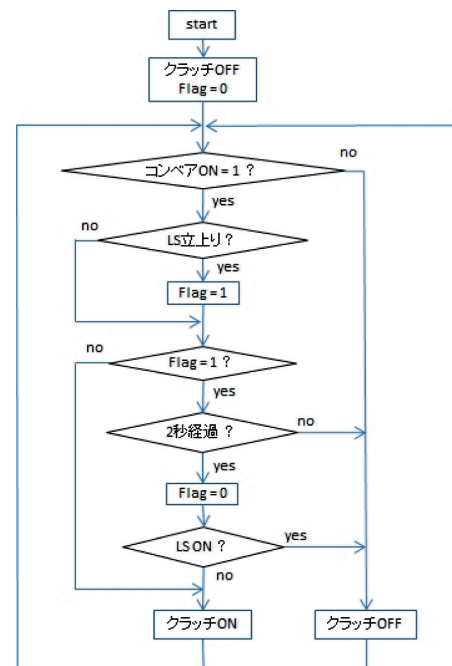 start
クラッチOFF
Flag = 0
コンベアON = 1 ?
no
yes
LS立上り ?
no
yes
Flag = 1
Flag = 1 ?
no
yes
2秒経過 ?
no
yes
Flag = 0
LS ON ?
yes
no
クラッチON
クラッチOFF